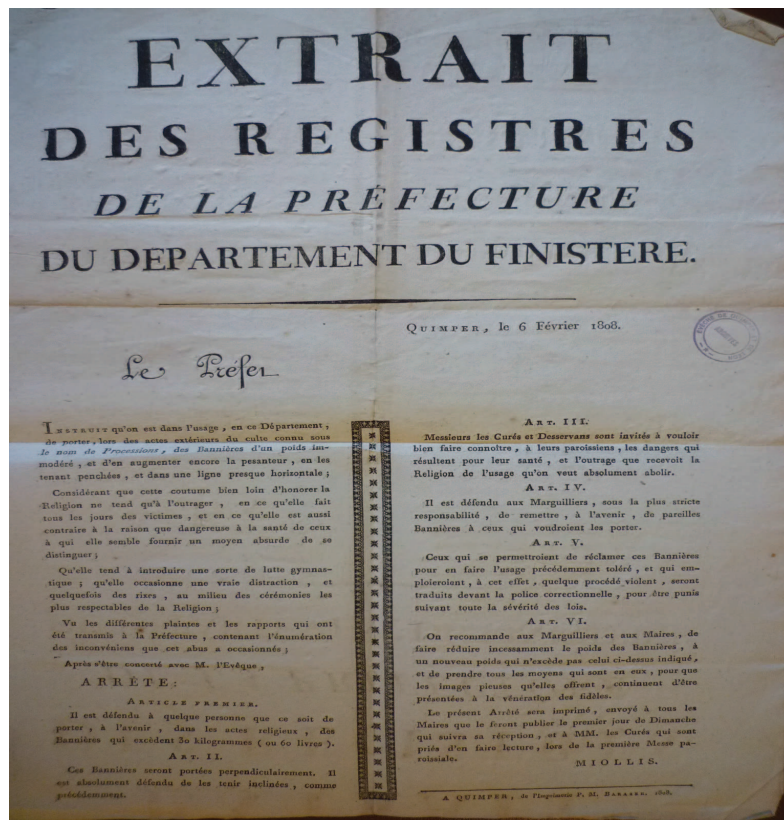 EXTRAIT
DES REGISTRES
DE LA PRÉFECTURE
DU DEPARTEMENT DU FINISTERE.
QUIMPER, le 6 Février 1808.
Le Préfet
INSTRUIT qu'on est dans l'usage, en ce Département,
de porter, lors des actes extérieurs du culte connu sous
le nom de Processions, des Bannières d'un poids im-
modéré, et d'en augmenter encore la pesanteur, en les
tenant penchées, et dans une ligne presque horizontale;
Considérant que cette coutume bien loin d'honorer la
Religion ne tend qu'à l'outrager, en ce qu'elle fait
tous les jours des victimes, et en ce qu'elle est aussi
contraire à la raison que dangereuse à la santé de ceux
à qui elle semble fournir un moyen absurde de se
distinguer;
Qu'elle tend à introduire une sorte de lutte gymnas-
tique; qu'elle occasionne une vraie distraction, et
quelquefois des rixes, au milieu des cérémonies les
plus respectables de la Religion;
Vu les différentes plaintes et les rapports qui ont
été transmis à la Préfecture, contenant l'énumération
des inconvéniens que cet abus a occasionnés;
Après s'être concerté avec M. l'Evêque,
ARRÊTE:
ARTICLE PREMIER.
Il est défendu à quelque personne que ce soit de
porter, à l'avenir, dans les actes religieux, des
Bannières qui excèdent 30 kilogrammes (ou 60 livres).
ART. II.
Ces Bannières seront portées perpendiculairement. Il
est absolument défendu de les tenir inclinées, comme
précédemment.
ART. III.
Messieurs les Curés et Desservans sont invités à vouloir
bien faire connoître, à leurs paroissiens, les dangers qui
résultent pour leur santé, et l'outrage que recevoit la
Religion de l'usage qu'on veut absolument abolir.
ART. IV.
Il est défendu aux Marguilliers, sous la plus stricte
responsabilité, de remettre, à l'avenir, de pareilles
Bannières à ceux qui voudroient les porter.
ART. V.
Ceux qui se permettroient de réclamer ces Bannières
pour en faire l'usage précédemment toléré, et qui em-
ploieroient, à cet effet, quelque procédé violent, seront
traduits devant la police correctionnelle, pour être punis
suivant toute la sévérité des lois.
ART. VI.
On recommande aux Marguilliers et aux Maires, de
faire réduire incessamment le poids des Bannières, à
un nouveau poids qui n'excède pas celui ci-dessus indiqué,
et de prendre tous les moyens qui sont en eux, pour que
les images pieuses qu'elles offrent, continuent d'être
présentées à la vénération des fidèles.
Le présent Arrêté sera imprimé, envoyé à tous les
Maires que le feront publier le premier jour de Dimanche
qui suivra sa réception, et à MM. les Curés qui sont
priés d'en faire lecture, lors de la première Messe pa-
roissiale.
MIOLLIS.
A QUIMPER, de l'Imprimerie P. M. BARAZER. 1808.